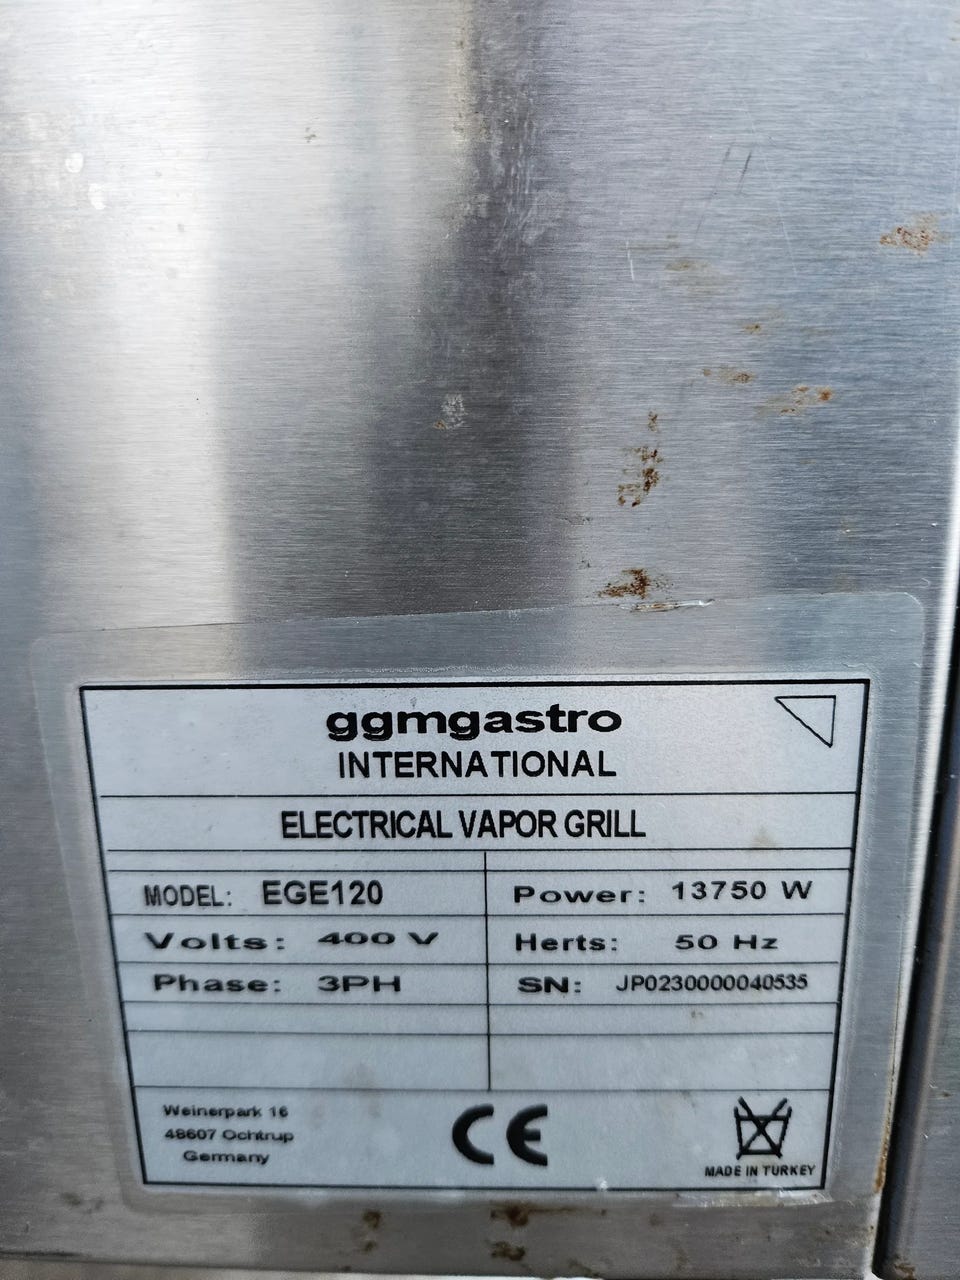 ggmgastro
INTERNATIONAL
ELECTRICAL VAPOR GRILL
MODEL: EGE120
Power: 13750 W
Volts: 400 V
Herts: 50 Hz
Phase: 3PH
SN: JP0230000040535
Weinerpark 16
48607 Ochtrup
Germany
CE
MADE IN TURKEY